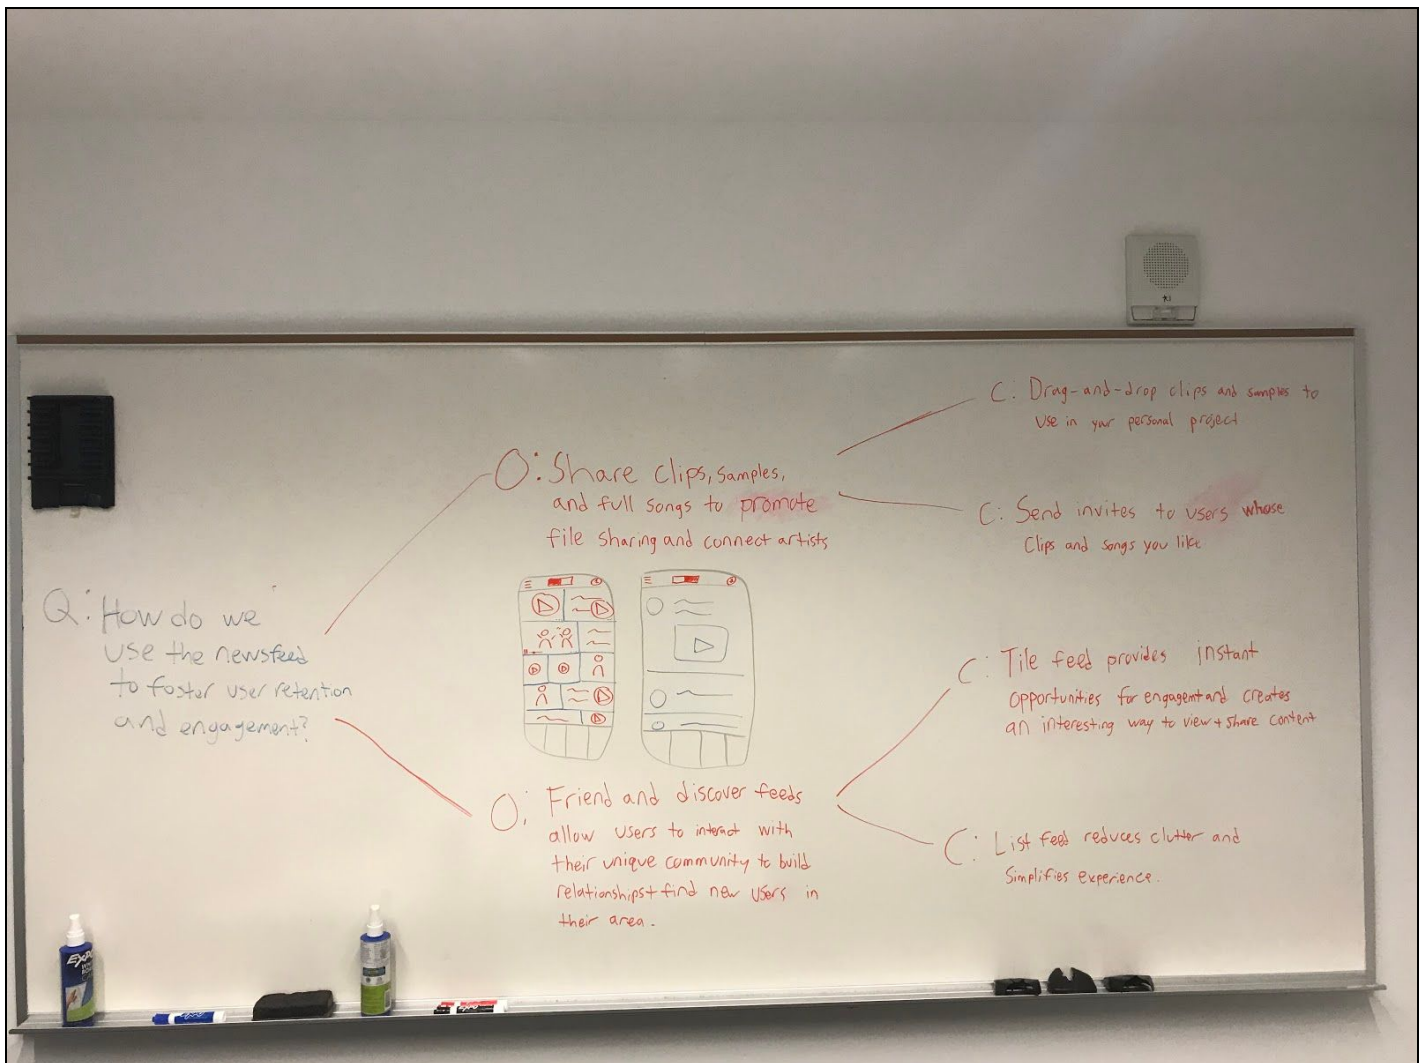 Q: How do we
use the newsfeed
to foster user retention
and engagement?
O: Share clips, samples,
and full songs to promote
file sharing and connect artists
C: Drag-and-drop clips and samples to
use in your personal project
C: Send invites to users whose
Clips and songs you like
O: Friend and discover feeds
allow users to interact with
their unique community to build
relationships+find new users in
their area.
C: Tile feed provides instant
opportunities for engagemt and creates
an interesting way to view + share content
C: List feed reduces clutter and
Simplifies experience.
EXPO